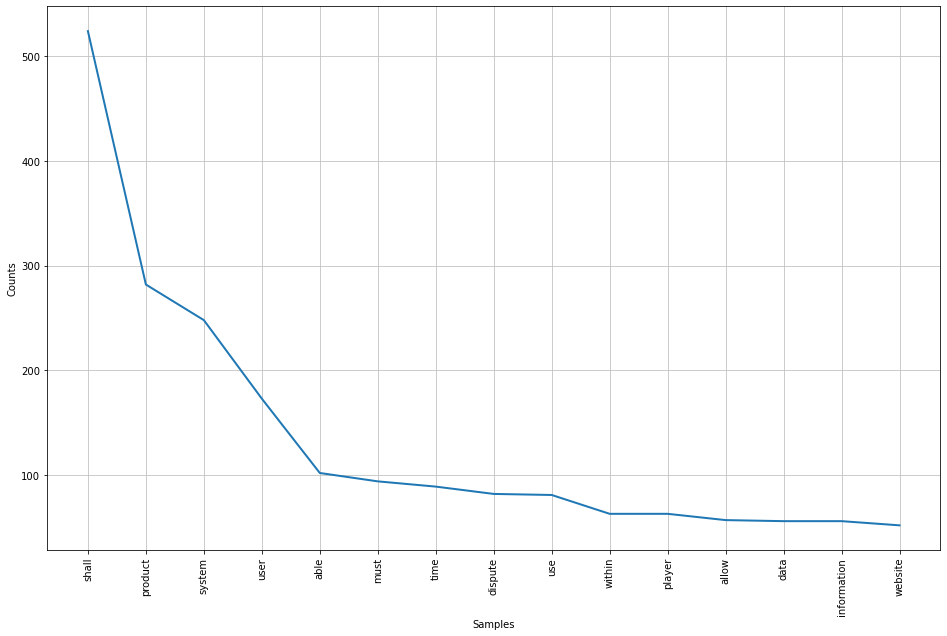 500
400
300
200
100
Counts
shall
product
system
user
able
must
time
dispute
use
within
player
allow
data
information
website
Samples